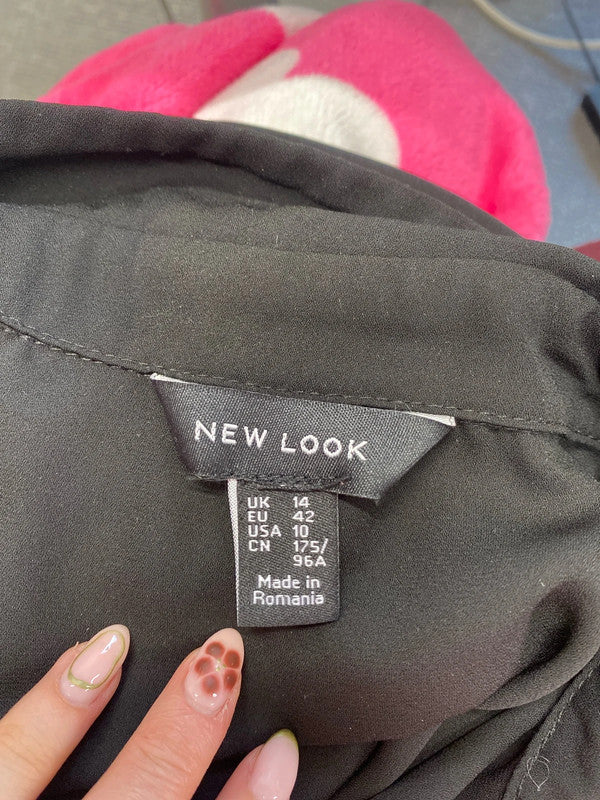 NEW LOOK
UK 14
EU 42
USA 10
CN 175/
96A
Made in
Romania